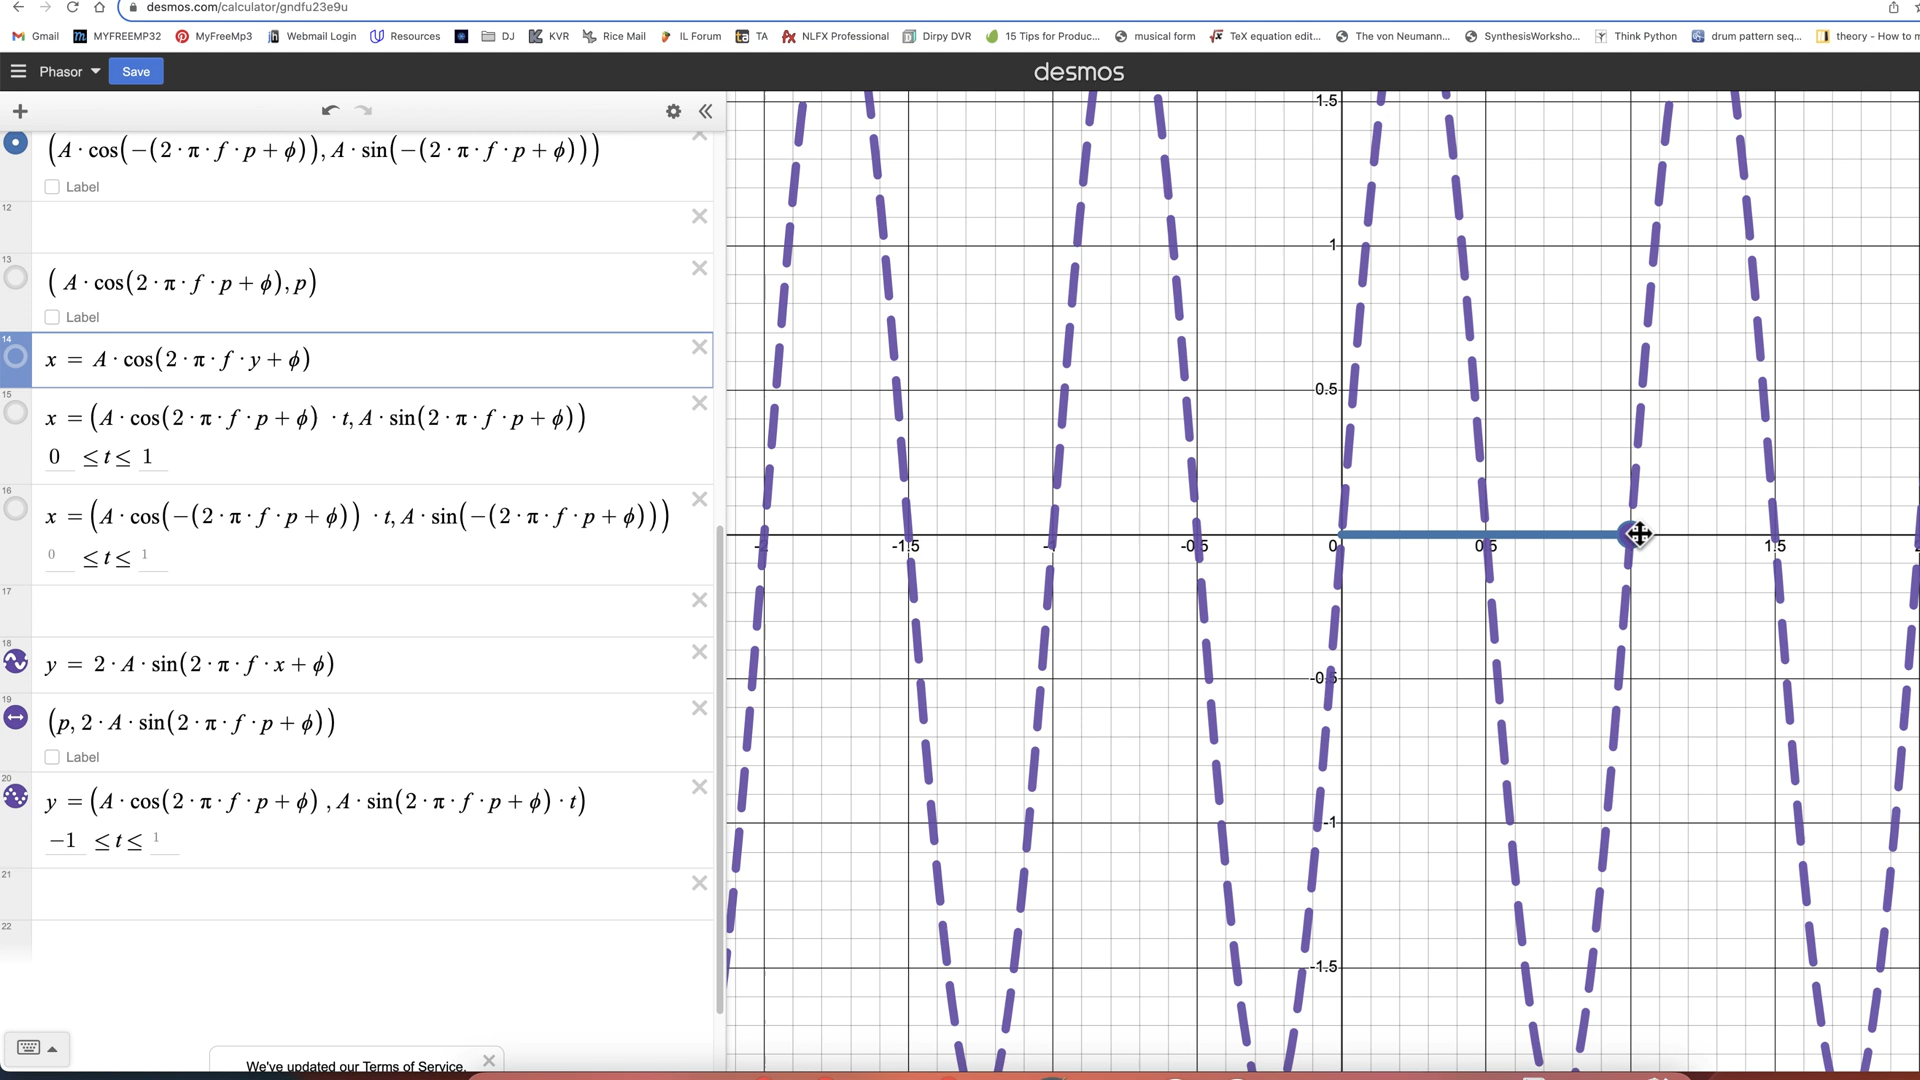 desmos.com/calculator/gndfu23e9u
Gmail MYFREEMP32 MyFreeMp3 Webmail Login Resources DJ KVR Rice Mail IL Forum TA NLFX Professional Dirpy DVR 15 Tips for Produc... musical form TeX equation edit... The von Neumann... SynthesisWorksho... Think Python drum pattern seq... theory - How to m
Phasor Save desmos
(A·cos(−(2·π·f·p+ϕ)), A·sin(−(2·π·f·p+ϕ)))
Label
12
13
(A·cos(2·π·f·p+ϕ), p)
Label
14
x = A·cos(2·π·f·y+ϕ)
15
x = (A·cos(2·π·f·p+ϕ) ·t, A·sin(2·π·f·p+ϕ))
0 ≤t≤ 1
16
x = (A·cos(−(2·π·f·p+ϕ)) ·t, A·sin(−(2·π·f·p+ϕ)))
0 ≤t≤ 1
17
18
y = 2·A·sin(2·π·f·x+ϕ)
19
(p, 2·A·sin(2·π·f·p+ϕ))
Label
20
y = (A·cos(2·π·f·p+ϕ) , A·sin(2·π·f·p+ϕ)·t)
−1 ≤t≤ 1
21
22
We've updated our Terms of Service.
1.5
1
0.5
-2 -1.5 -1 -0.5 0 0.5 1.5
-0.5
-1
-1.5